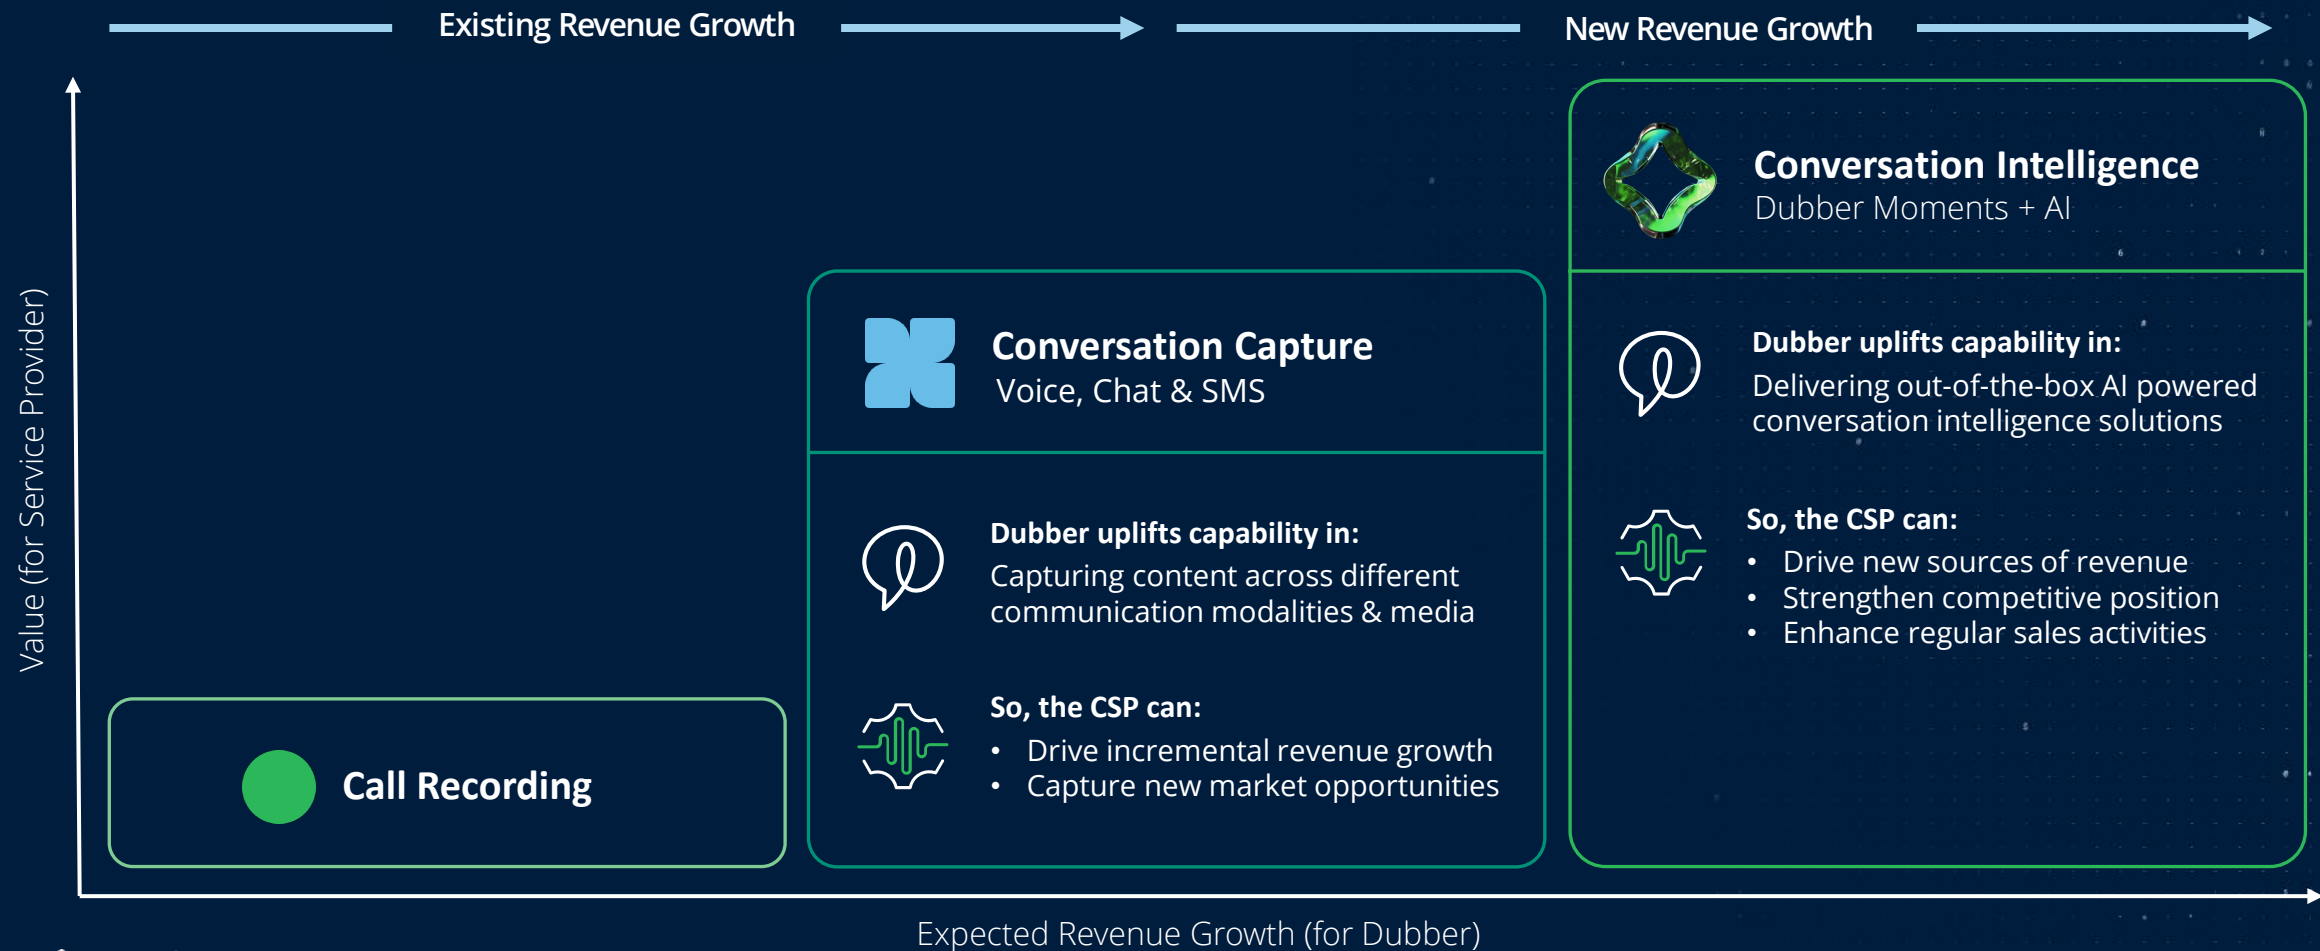 Existing Revenue Growth
New Revenue Growth
Value (for Service Provider)
Call Recording
Conversation Capture
Voice, Chat & SMS
Dubber uplifts capability in:
Capturing content across different
communication modalities & media
So, the CSP can:
• Drive incremental revenue growth
• Capture new market opportunities
Conversation Intelligence
Dubber Moments + AI
Dubber uplifts capability in:
Delivering out-of-the-box AI powered
conversation intelligence solutions
So, the CSP can:
• Drive new sources of revenue
• Strengthen competitive position
• Enhance regular sales activities
Expected Revenue Growth (for Dubber)